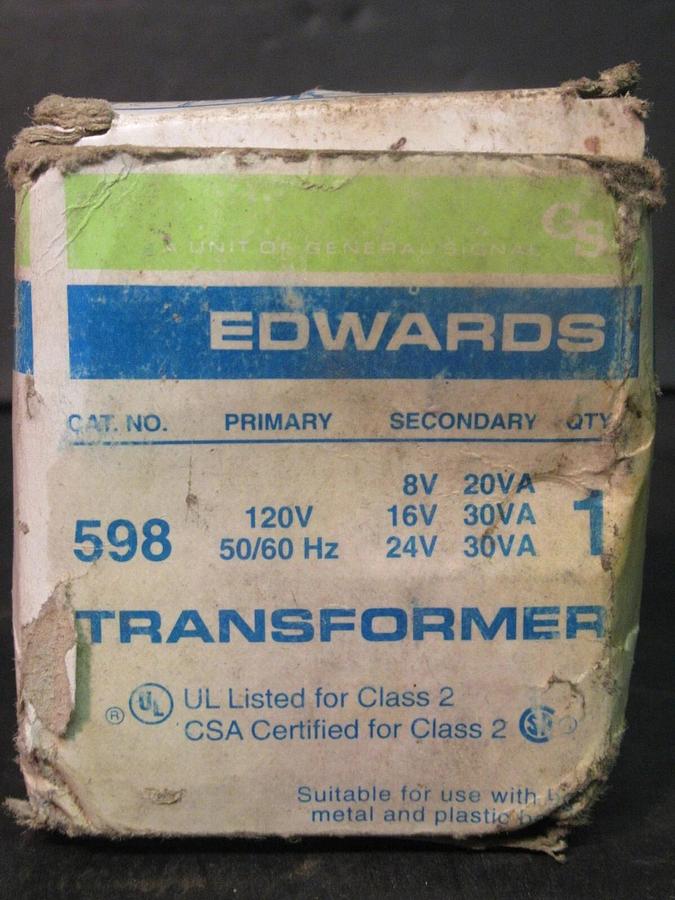 GS
A UNIT OF GENERAL SIGNAL
EDWARDS
CAT. NO. PRIMARY SECONDARY QTY
8V 20VA
598 120V 16V 30VA 1
50/60 Hz 24V 30VA
TRANSFORMER
® UL UL Listed for Class 2
CSA Certified for Class 2
Suitable for use with
metal and plastic